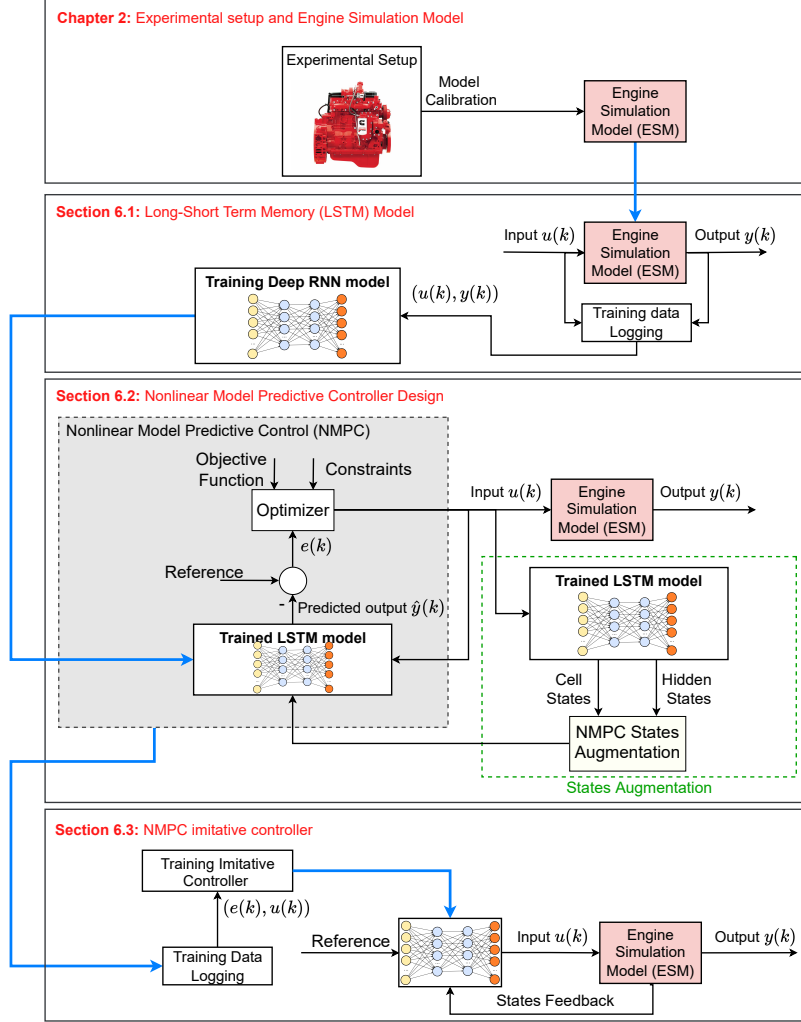 Chapter 2: Experimental setup and Engine Simulation Model
Experimental Setup
Model
Calibration
Engine
Simulation
Model (ESM)
Section 6.1: Long-Short Term Memory (LSTM) Model
Input u(k)
Engine
Simulation
Model (ESM)
Output y(k)
Training Deep RNN model
(u(k), y(k))
Training data
Logging
Section 6.2: Nonlinear Model Predictive Controller Design
Nonlinear Model Predictive Control (NMPC)
Objective
Function
Constraints
Optimizer
Input u(k)
Engine
Simulation
Model (ESM)
Output y(k)
e(k)
Reference
-
Predicted output ŷ(k)
Trained LSTM model
Trained LSTM model
Cell
States
Hidden
States
NMPC States
Augmentation
States Augmentation
Section 6.3: NMPC imitative controller
Training Imitative
Controller
(e(k), u(k))
Training Data
Logging
Reference
Input u(k)
Engine
Simulation
Model (ESM)
Output y(k)
States Feedback